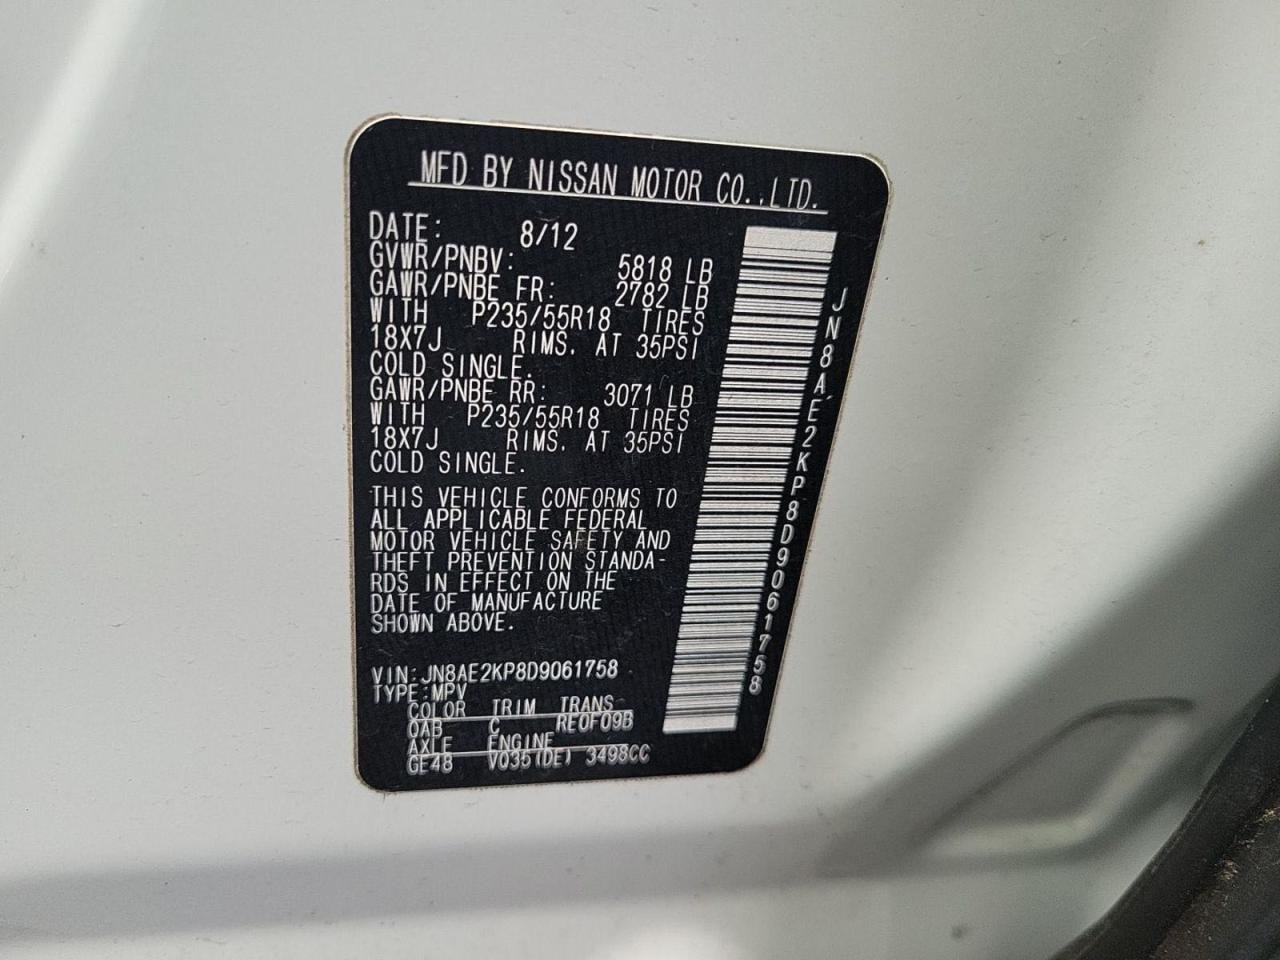 MFD BY NISSAN MOTOR CO.,LTD.
DATE: 8/12
GVWR/PNBV: 5818 LB
GAWR/PNBE FR: 2782 LB
WITH P235/55R18 TIRES
18X7J RIMS. AT 35PSI
COLD SINGLE.
GAWR/PNBE RR: 3071 LB
WITH P235/55R18 TIRES
18X7J RIMS. AT 35PSI
COLD SINGLE.
THIS VEHICLE CONFORMS TO
ALL APPLICABLE FEDERAL
MOTOR VEHICLE SAFETY AND
THEFT PREVENTION STANDA-
RDS IN EFFECT ON THE
DATE OF MANUFACTURE
SHOWN ABOVE.
VIN:JN8AE2KP8D9061758
TYPE:MPV
COLOR TRIM TRANS
QAB C RE0F09B
AXLE ENGINE
GE48 VQ35(DE) 3498CC
JN8AE2KP8D9061758